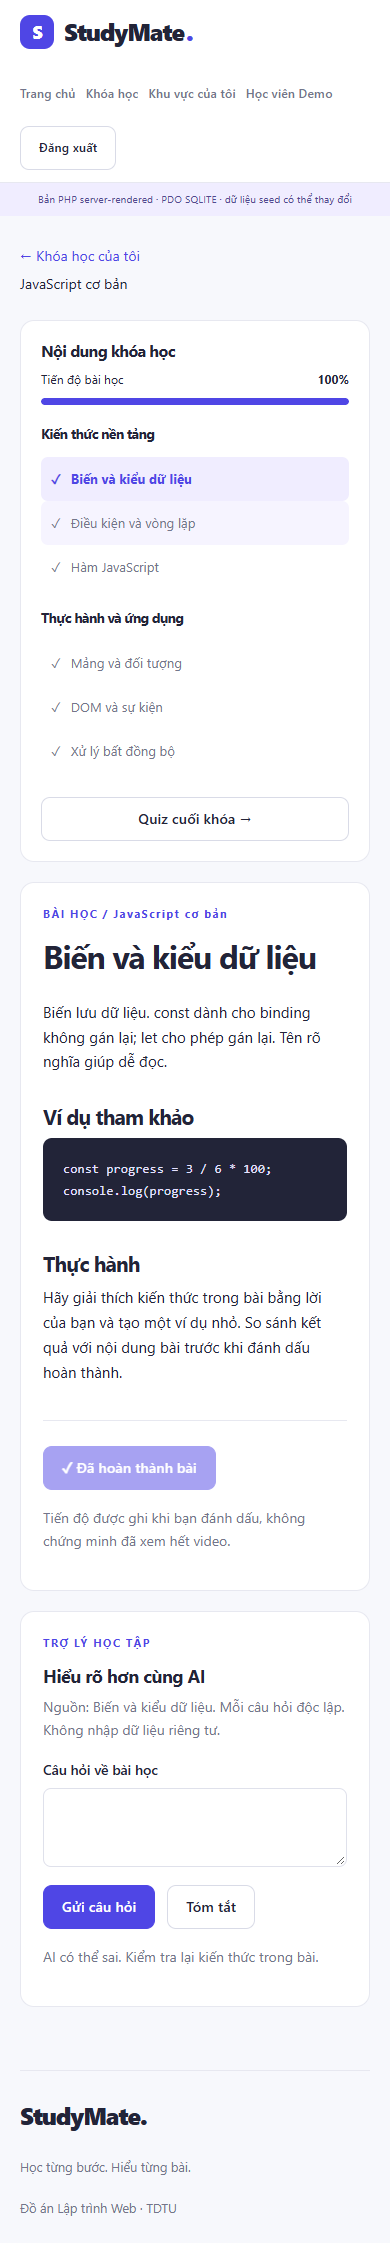 S StudyMate.
Trang chủ Khóa học Khu vực của tôi Học viên Demo
Đăng xuất
Bản PHP server-rendered · PDO SQLITE · dữ liệu seed có thể thay đổi
← Khóa học của tôi
JavaScript cơ bản
Nội dung khóa học
Tiến độ bài học 100%
Kiến thức nền tảng
✓ Biến và kiểu dữ liệu
✓ Điều kiện và vòng lặp
✓ Hàm JavaScript
Thực hành và ứng dụng
✓ Mảng và đối tượng
✓ DOM và sự kiện
✓ Xử lý bất đồng bộ
Quiz cuối khóa →
BÀI HỌC / JavaScript cơ bản
Biến và kiểu dữ liệu
Biến lưu dữ liệu. const dành cho binding
không gán lại; let cho phép gán lại. Tên rõ
nghĩa giúp dễ đọc.
Ví dụ tham khảo
const progress = 3 / 6 * 100;
console.log(progress);
Thực hành
Hãy giải thích kiến thức trong bài bằng lời
của bạn và tạo một ví dụ nhỏ. So sánh kết
quả với nội dung bài trước khi đánh dấu
hoàn thành.
✓ Đã hoàn thành bài
Tiến độ được ghi khi bạn đánh dấu, không
chứng minh đã xem hết video.
TRỢ LÝ HỌC TẬP
Hiểu rõ hơn cùng AI
Nguồn: Biến và kiểu dữ liệu. Mỗi câu hỏi độc lập.
Không nhập dữ liệu riêng tư.
Câu hỏi về bài học
Gửi câu hỏi Tóm tắt
AI có thể sai. Kiểm tra lại kiến thức trong bài.
StudyMate.
Học từng bước. Hiểu từng bài.
Đồ án Lập trình Web · TDTU